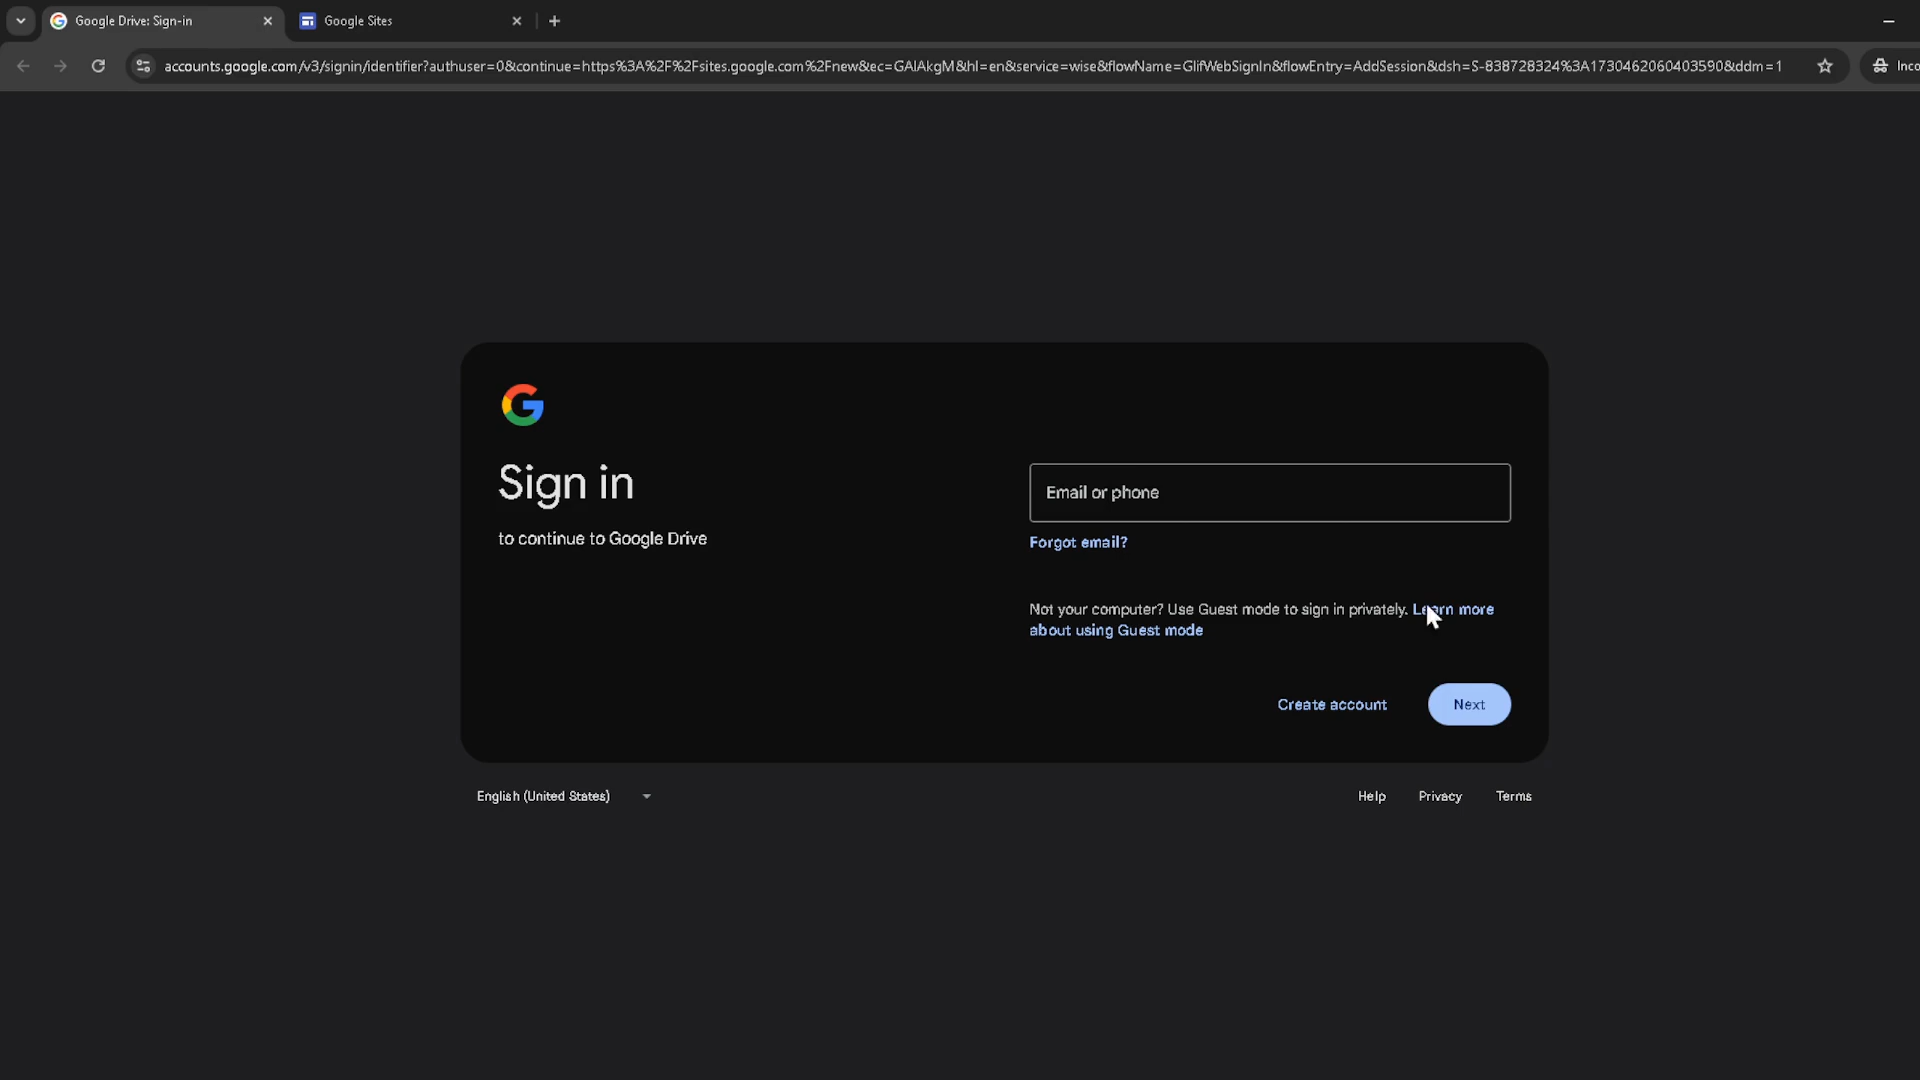 Google Drive: Sign-in
Google Sites
accounts.google.com/v3/signin/identifier?authuser=0&continue=https%3A%2F%2Fsites.google.com%2Fnew&ec=GAlAkgM&hl=en&service=wise&flowName=GlifWebSignIn&flowEntry=AddSession&dsh=S-838728324%3A1730462060403590&ddm=1
Inco
Sign in
to continue to Google Drive
Email or phone
Forgot email?
Not your computer? Use Guest mode to sign in privately. Learn more
about using Guest mode
Create account
Next
English (United States)
Help
Privacy
Terms